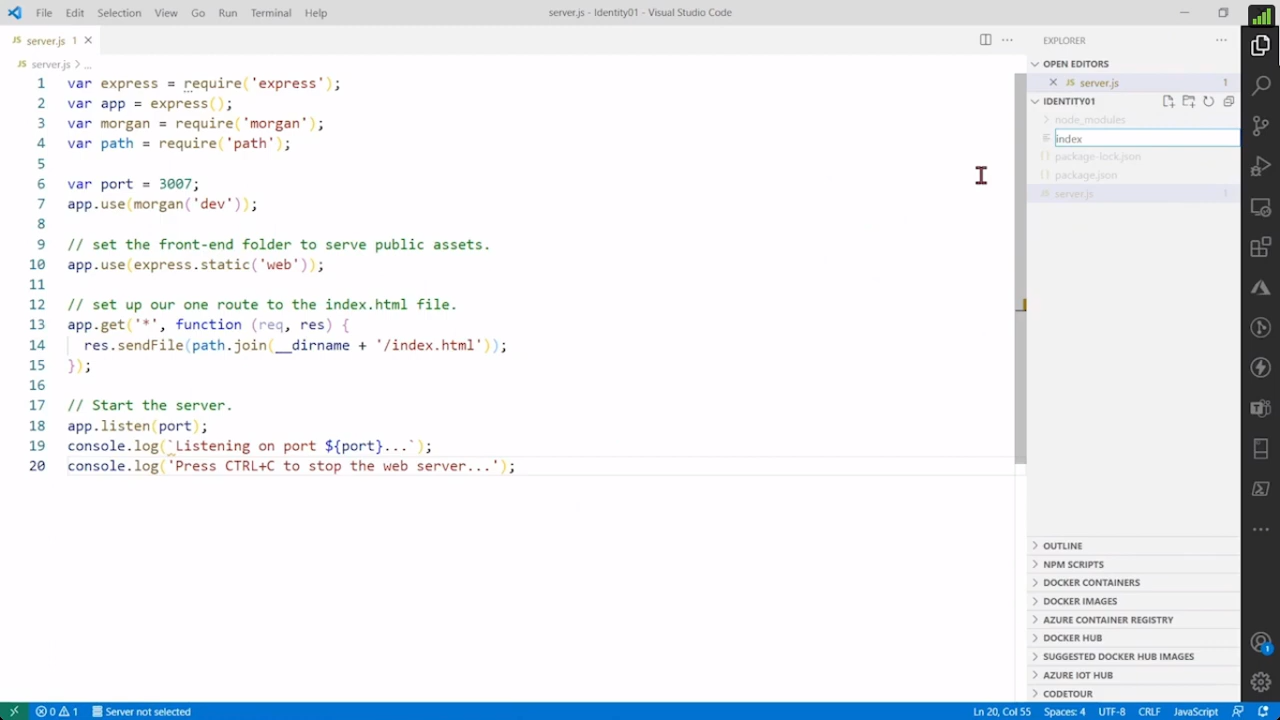 File Edit Selection View Go Run Terminal Help server.js - Identity01 - Visual Studio Code
JS server.js 1
JS server.js > ...
1 var express = require('express');
2 var app = express();
3 var morgan = require('morgan');
4 var path = require('path');
5
6 var port = 3007;
7 app.use(morgan('dev'));
8
9 // set the front-end folder to serve public assets.
10 app.use(express.static('web'));
11
12 // set up our one route to the index.html file.
13 app.get('*', function (req, res) {
14 res.sendFile(path.join(__dirname + '/index.html'));
15 });
16
17 // Start the server.
18 app.listen(port);
19 console.log(`Listening on port ${port}...`);
20 console.log('Press CTRL+C to stop the web server...');
EXPLORER
OPEN EDITORS
JS server.js 1
IDENTITY01
node_modules
index
package-lock.json
package.json
server.js 1
OUTLINE
NPM SCRIPTS
DOCKER CONTAINERS
DOCKER IMAGES
AZURE CONTAINER REGISTRY
DOCKER HUB
SUGGESTED DOCKER HUB IMAGES
AZURE IOT HUB
CODETOUR
1
0 1 Server not selected Ln 20, Col 55 Spaces: 4 UTF-8 CRLF JavaScript